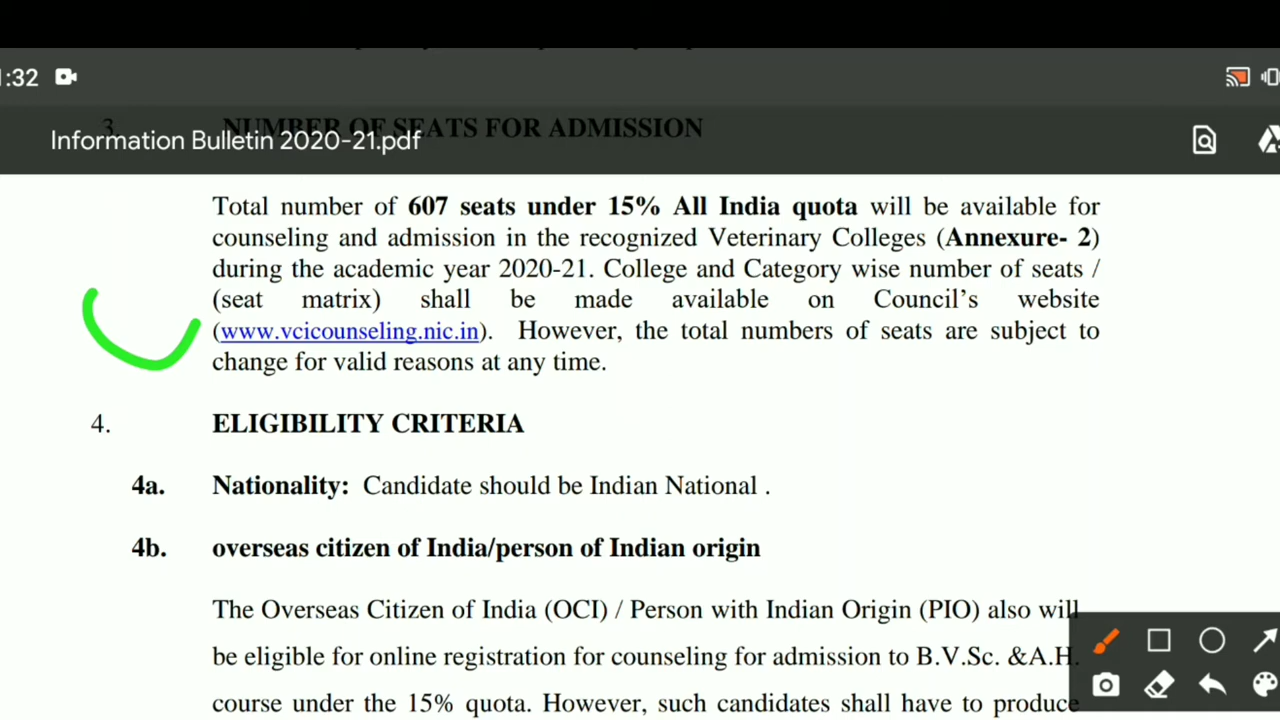 :32
3. NUMBER OF SEATS FOR ADMISSION
Information Bulletin 2020-21.pdf
Total number of 607 seats under 15% All India quota will be available for
counseling and admission in the recognized Veterinary Colleges (Annexure- 2)
during the academic year 2020-21. College and Category wise number of seats /
(seat matrix) shall be made available on Council's website
(www.vcicounseling.nic.in). However, the total numbers of seats are subject to
change for valid reasons at any time.
4. ELIGIBILITY CRITERIA
4a. Nationality: Candidate should be Indian National .
4b. overseas citizen of India/person of Indian origin
The Overseas Citizen of India (OCI) / Person with Indian Origin (PIO) also will
be eligible for online registration for counseling for admission to B.V.Sc. &A.H.
course under the 15% quota. However, such candidates shall have to produce